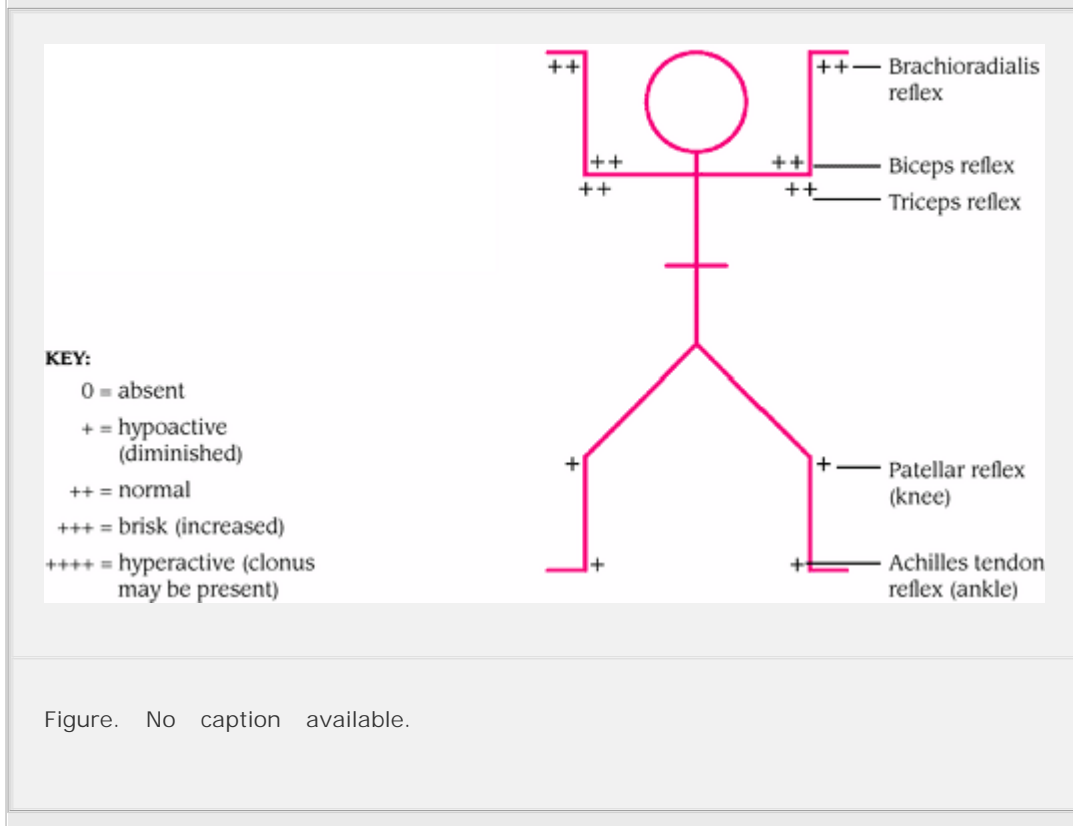 ++
++
Brachioradialis
reflex
++
++
Biceps reflex
++
++
Triceps reflex
KEY:
0 = absent
+ = hypoactive
(diminished)
++ = normal
+++ = brisk (increased)
++++ = hyperactive (clonus
may be present)
+
+
Patellar reflex
(knee)
+
+
Achilles tendon
reflex (ankle)
Figure. No caption available.